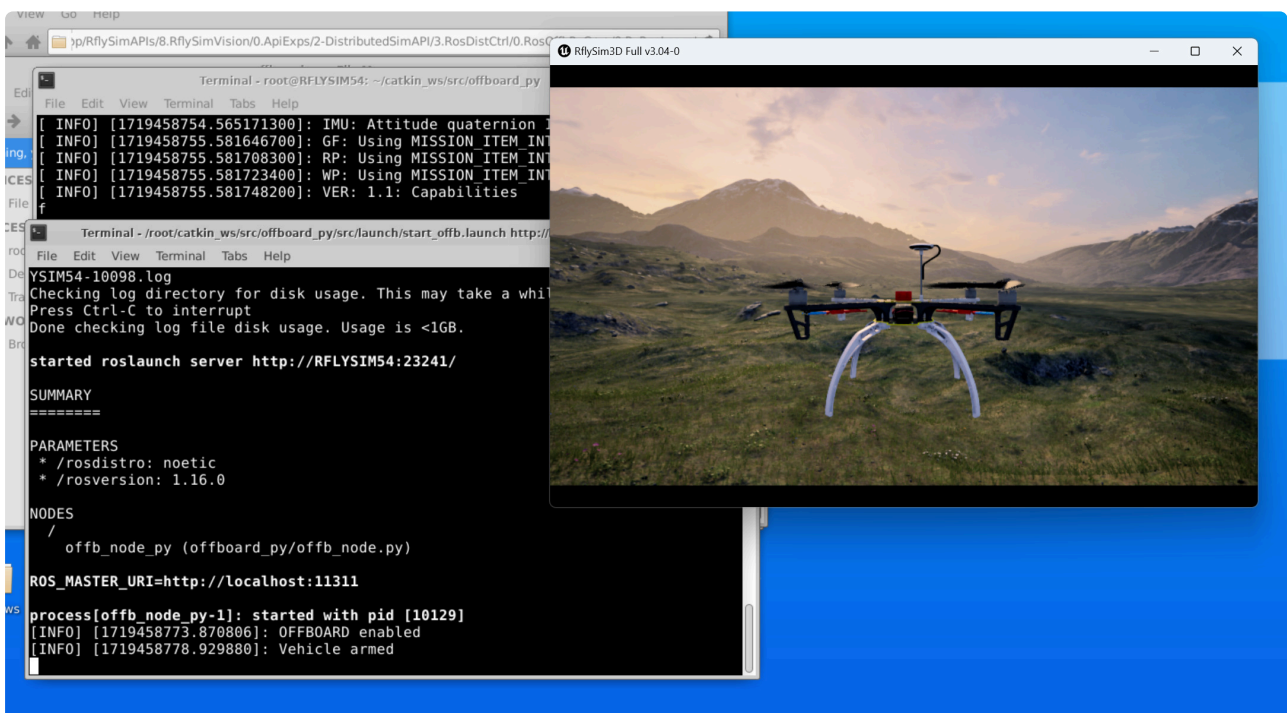 View Go Help
pp/RflySimAPIs/8.RflySimVision/0.ApiExps/2-DistributedSimAPI/3.RosDistCtrl/0.Ros
RflySim3D Full v3.04-0
Terminal - root@RFLYSIM54: ~/catkin_ws/src/offboard_py
File Edit View Terminal Tabs Help
[ INFO] [1719458754.565171300]: IMU: Attitude quaternion
[ INFO] [1719458755.581646700]: GF: Using MISSION_ITEM_INT
[ INFO] [1719458755.581708300]: RP: Using MISSION_ITEM_INT
[ INFO] [1719458755.581723400]: WP: Using MISSION_ITEM_INT
[ INFO] [1719458755.581748200]: VER: 1.1: Capabilities
f
Terminal - /root/catkin_ws/src/offboard_py/src/launch/start_offb.launch http://
File Edit View Terminal Tabs Help
YSIM54-10098.log
Checking log directory for disk usage. This may take a whil
Press Ctrl-C to interrupt
Done checking log file disk usage. Usage is <1GB.
started roslaunch server http://RFLYSIM54:23241/
SUMMARY
========
PARAMETERS
* /rosdistro: noetic
* /rosversion: 1.16.0
NODES
/
offb_node_py (offboard_py/offb_node.py)
ROS_MASTER_URI=http://localhost:11311
process[offb_node_py-1]: started with pid [10129]
[INFO] [1719458773.870806]: OFFBOARD enabled
[INFO] [1719458778.929880]: Vehicle armed